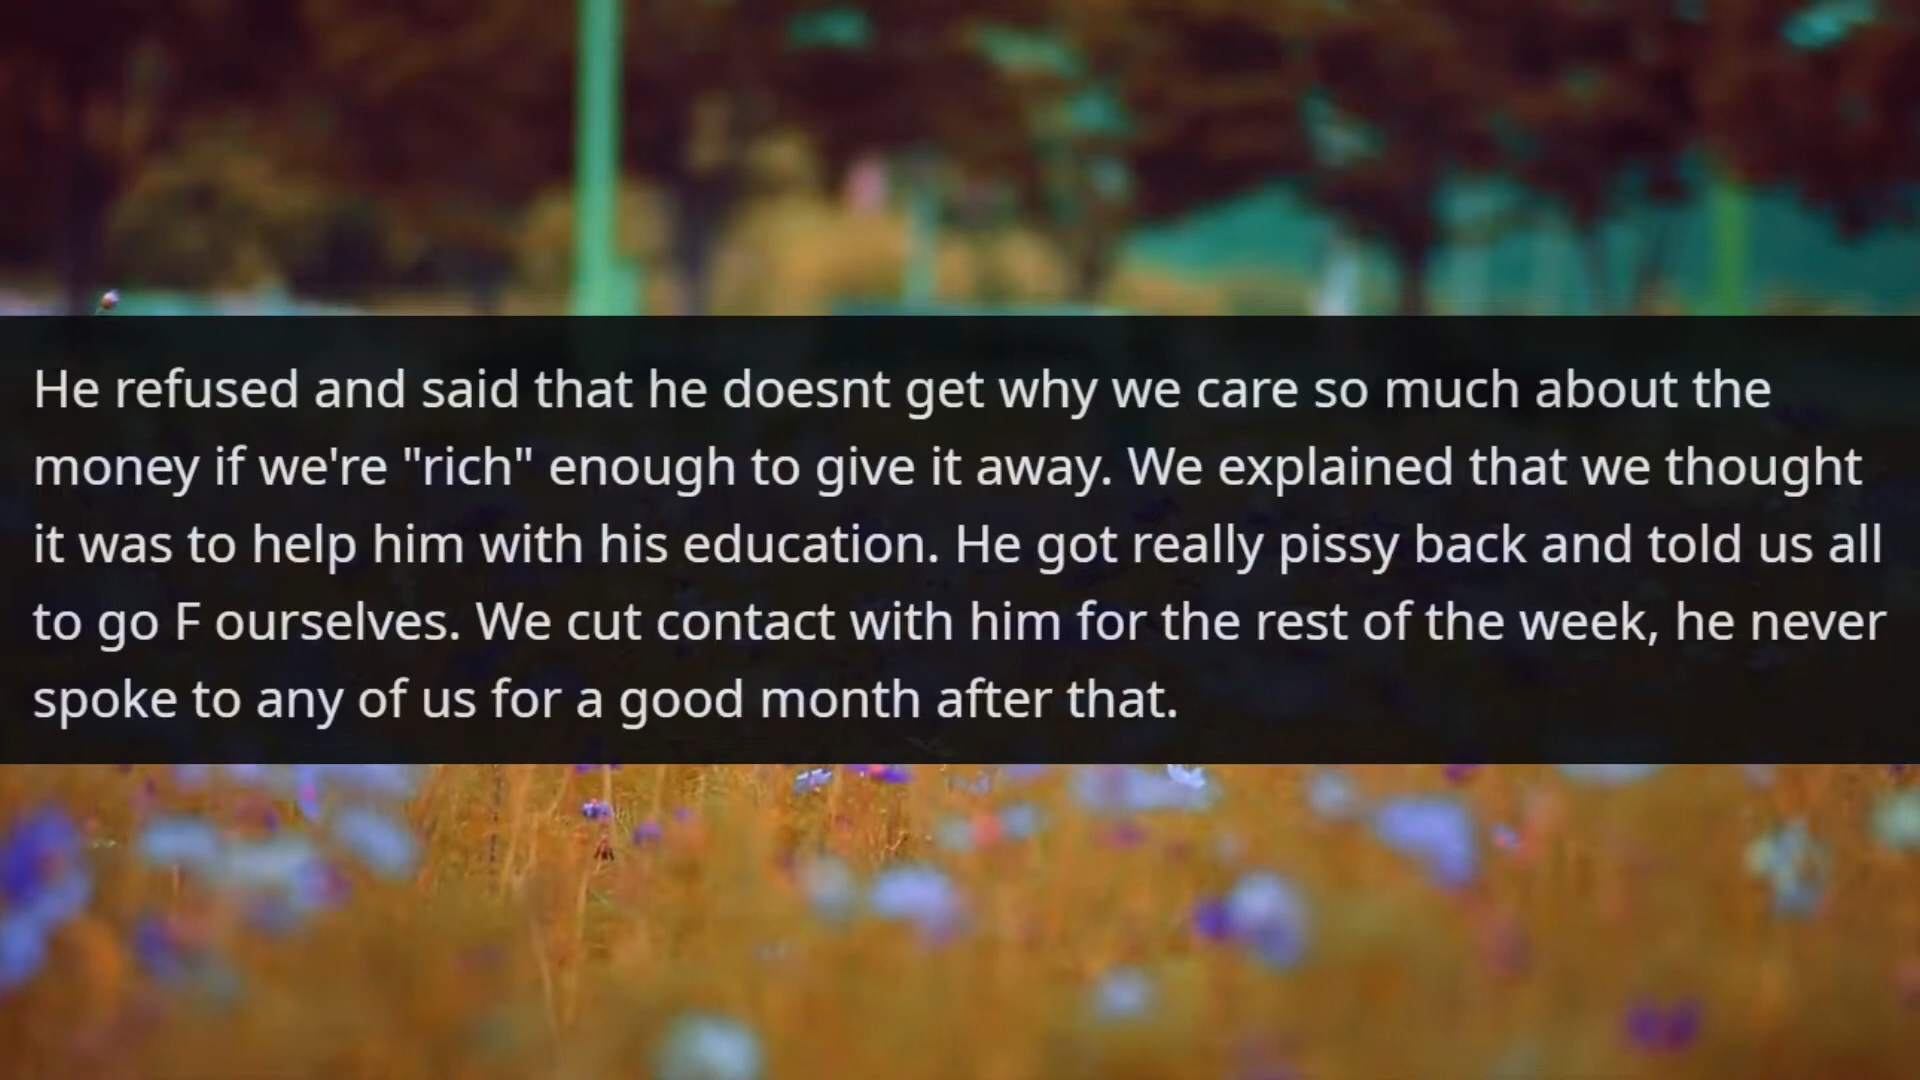 He refused and said that he doesnt get why we care so much about the
money if we're "rich" enough to give it away. We explained that we thought
it was to help him with his education. He got really pissy back and told us all
to go F ourselves. We cut contact with him for the rest of the week, he never
spoke to any of us for a good month after that.